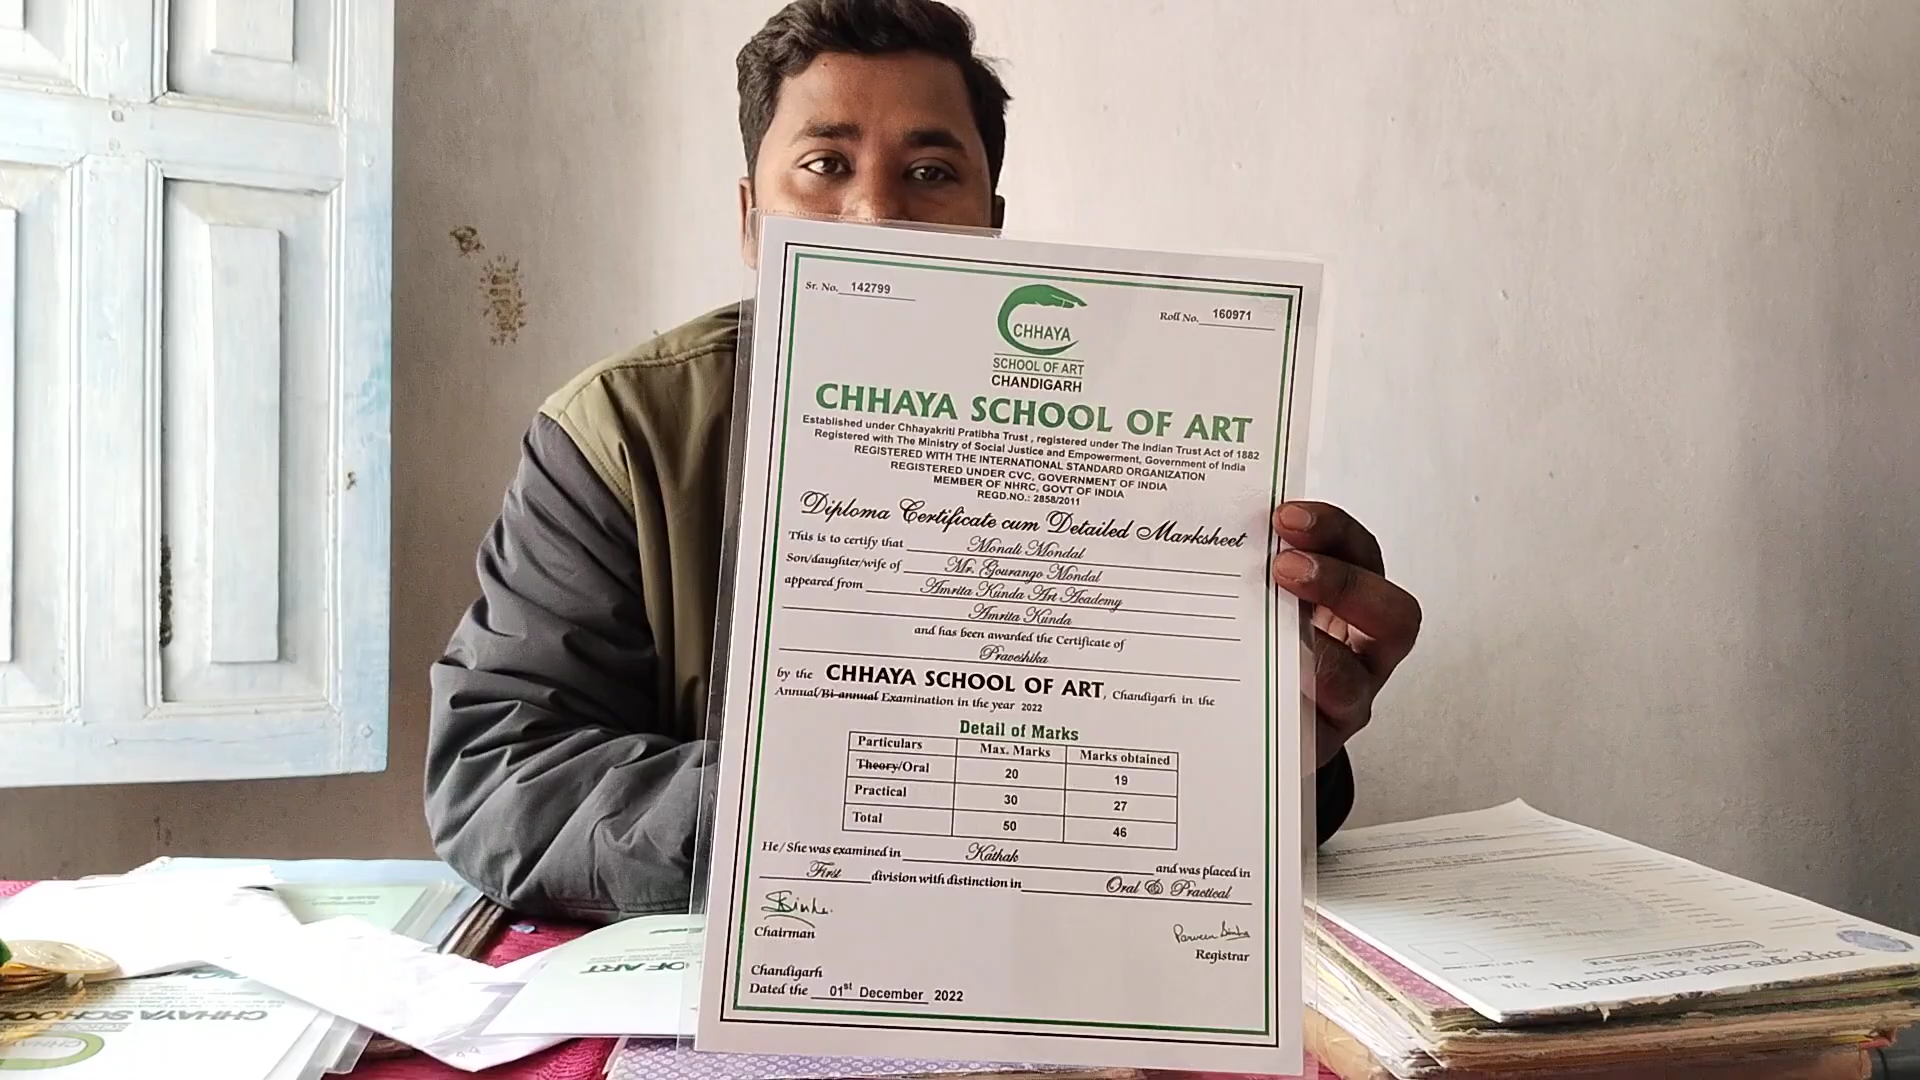 Sr. No. 142799
Roll No. 160971
CHHAYA
SCHOOL OF ART
CHANDIGARH
CHHAYA SCHOOL OF ART
Established under Chhayakriti Pratibha Trust , registered under The Indian Trust Act of 1882
Registered with The Ministry of Social Justice and Empowerment, Government of India
REGISTERED WITH THE INTERNATIONAL STANDARD ORGANIZATION
REGISTERED UNDER CVC, GOVERNMENT OF INDIA
MEMBER OF NHRC, GOVT OF INDIA
REGD.NO.: 2858/2011
Diploma Certificate cum Detailed Marksheet
This is to certify that Monali Mondal
Son/daughter/wife of Mr. Gourango Mondal
appeared from Amrita Kunda Art Academy
Amrita Kunda
and has been awarded the Certificate of
Praveshika
by the CHHAYA SCHOOL OF ART, Chandigarh in the
Annual/Bi-annual Examination in the year 2022
Detail of Marks
Particulars Max. Marks Marks obtained
Theory/Oral 20 19
Practical 30 27
Total 50 46
He/She was examined in Kathak and was placed in
First division with distinction in Oral & Practical
Sinha
Chairman
Parveen Sinha
Registrar
Chandigarh
Dated the 01st December 2022
OF ART
CHHAYA SCHOO